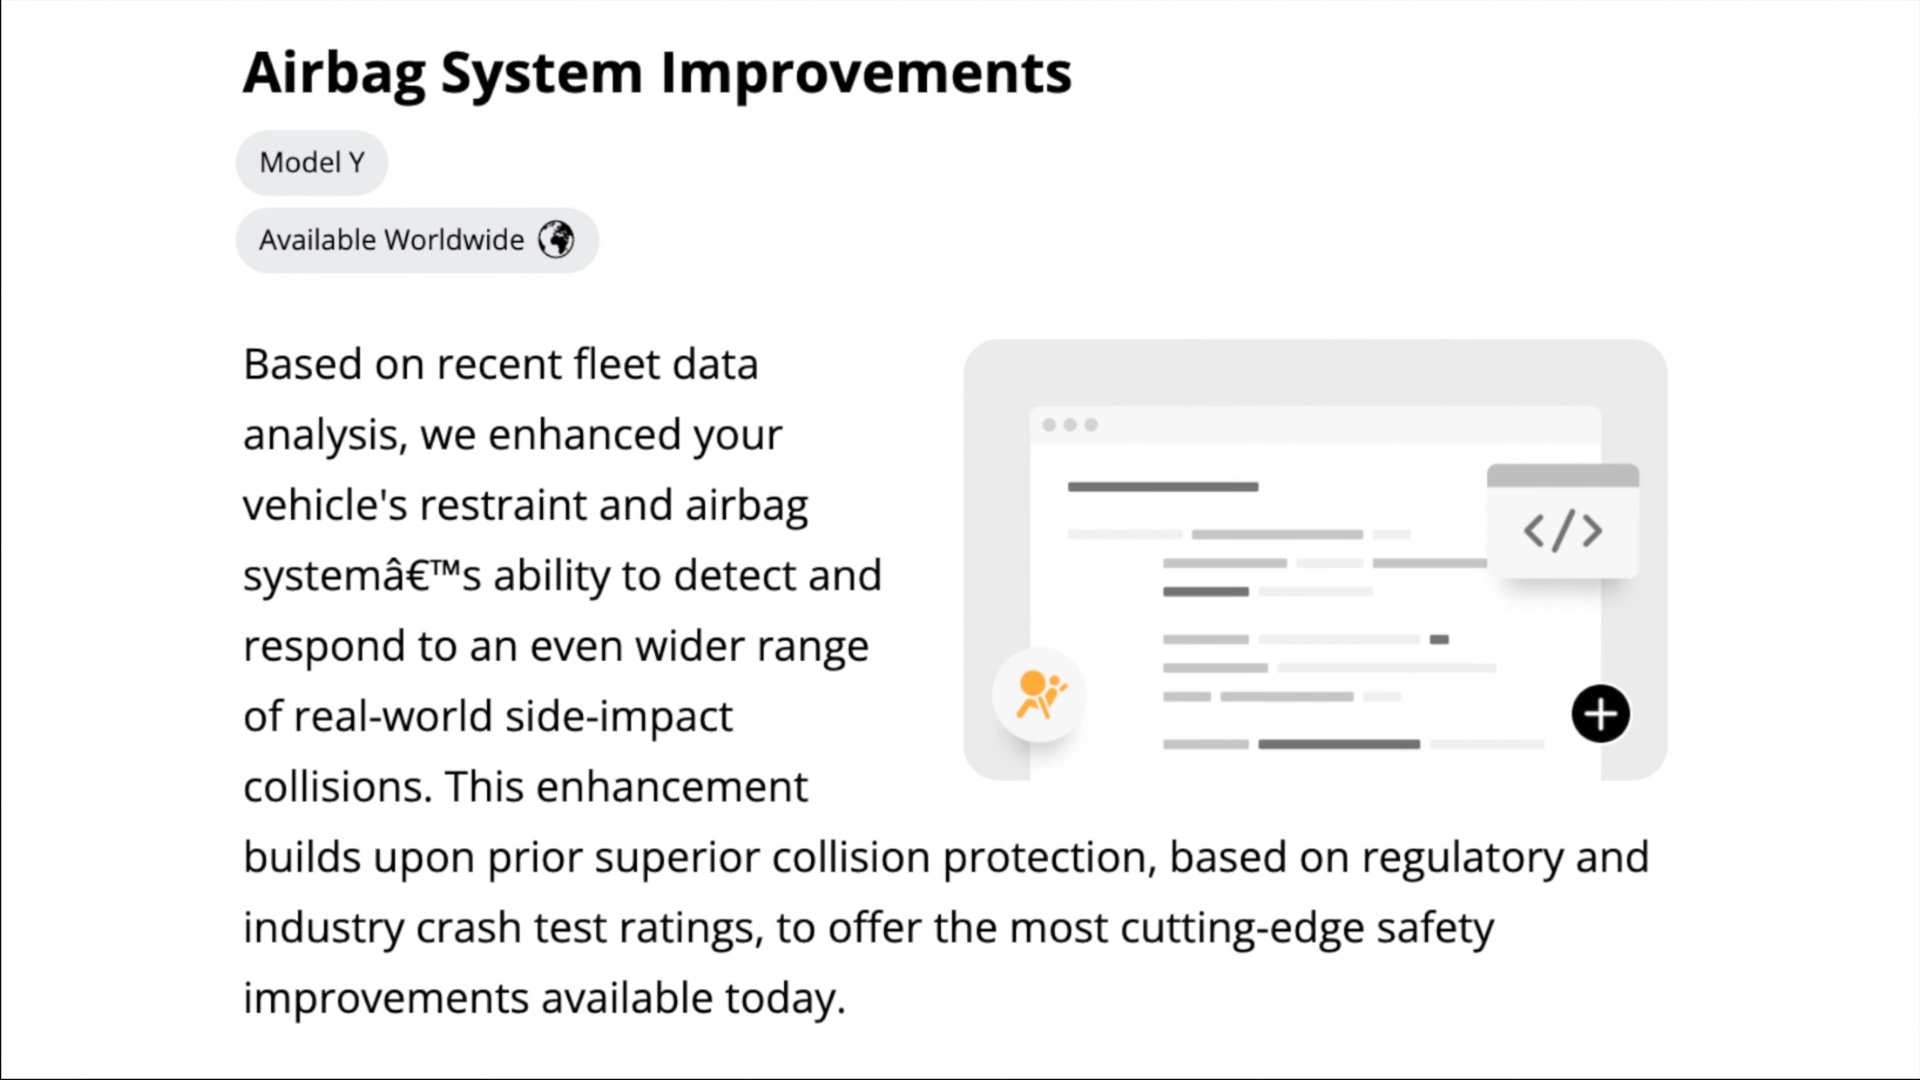 Airbag System Improvements
Model Y
Available Worldwide
Based on recent fleet data
analysis, we enhanced your
vehicle's restraint and airbag
systemâ€™s ability to detect and
respond to an even wider range
of real-world side-impact
collisions. This enhancement
</>
builds upon prior superior collision protection, based on regulatory and
industry crash test ratings, to offer the most cutting-edge safety
improvements available today.